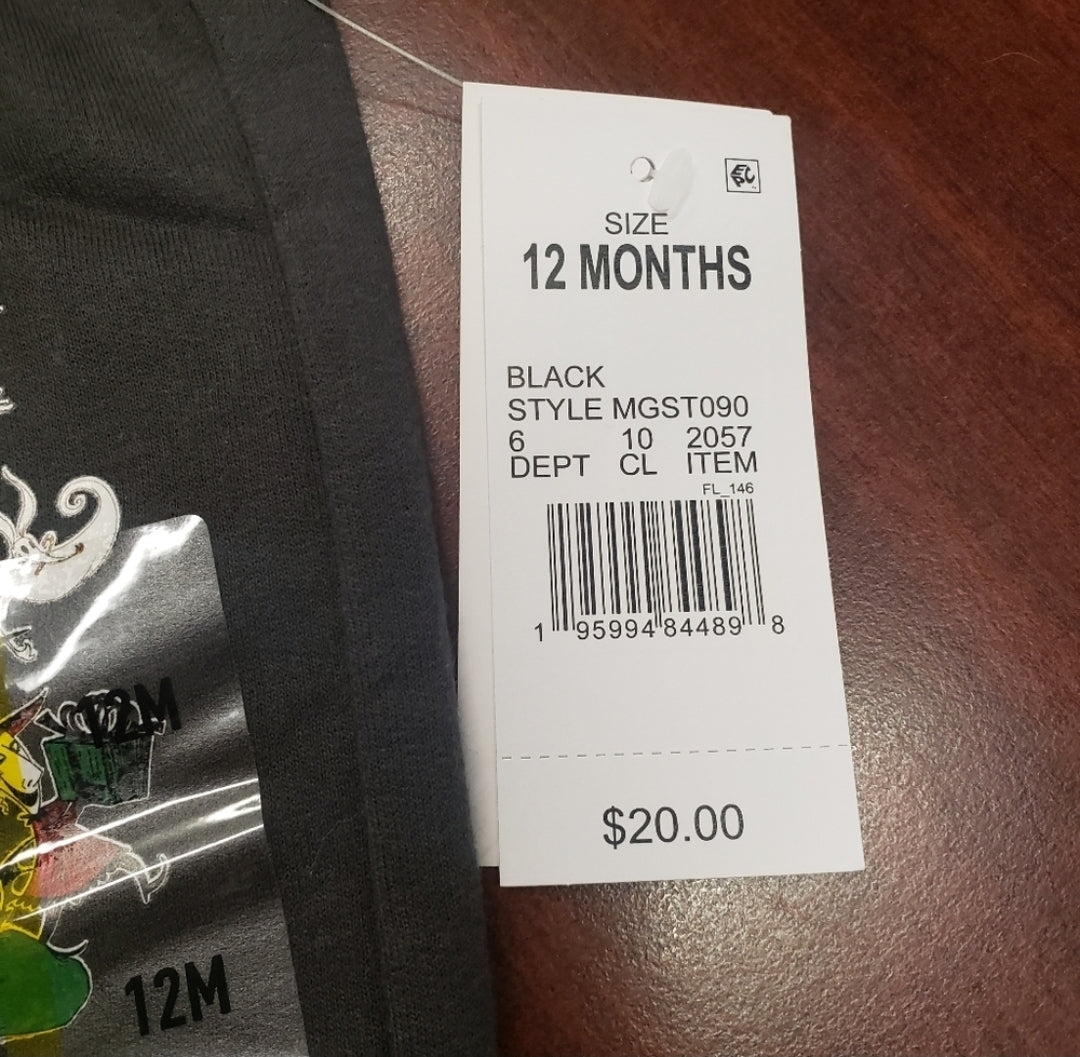 SIZE
12 MONTHS
BLACK
STYLE MGST090
6 10 2057
DEPT CL ITEM
FL_146
1 95994 84489 8
$20.00
12M
12M